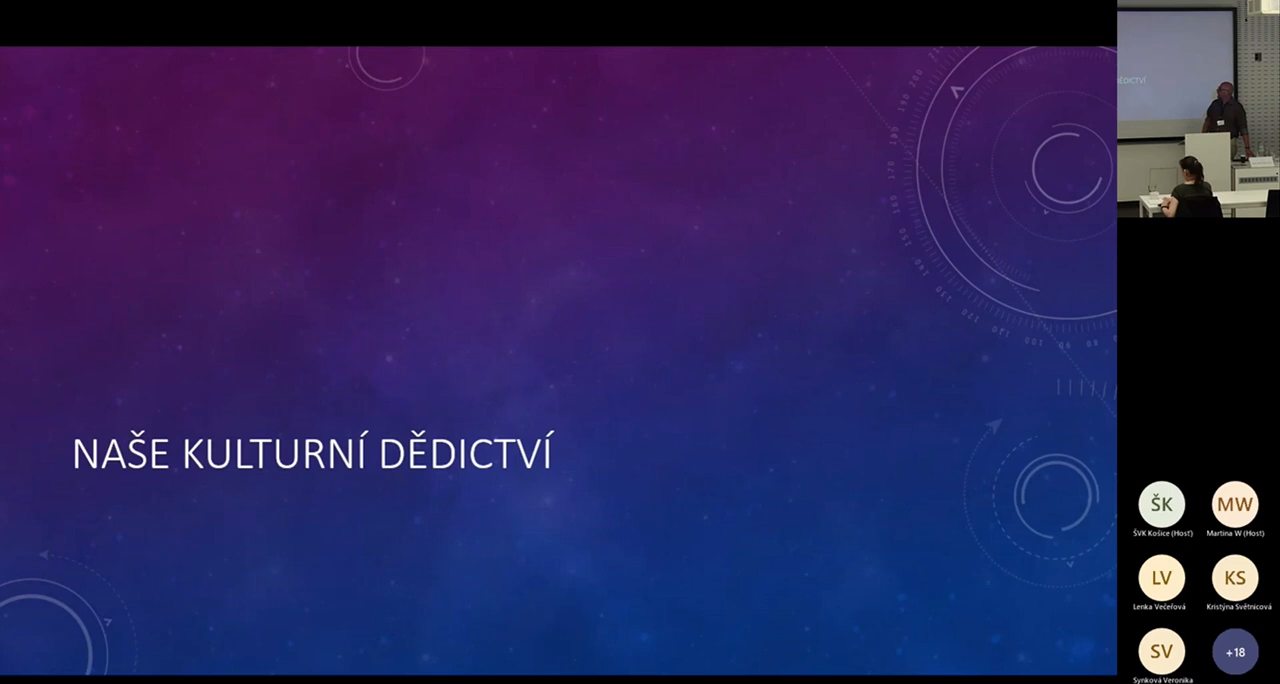 NAŠE KULTURNÍ DĚDICTVÍ
ŠK
ŠVK Košice (Hosť)
MW
Martina W (Host)
LV
Lenka Večeřová
KS
Kristýna Světnicová
SV
Synková Veronika
+18